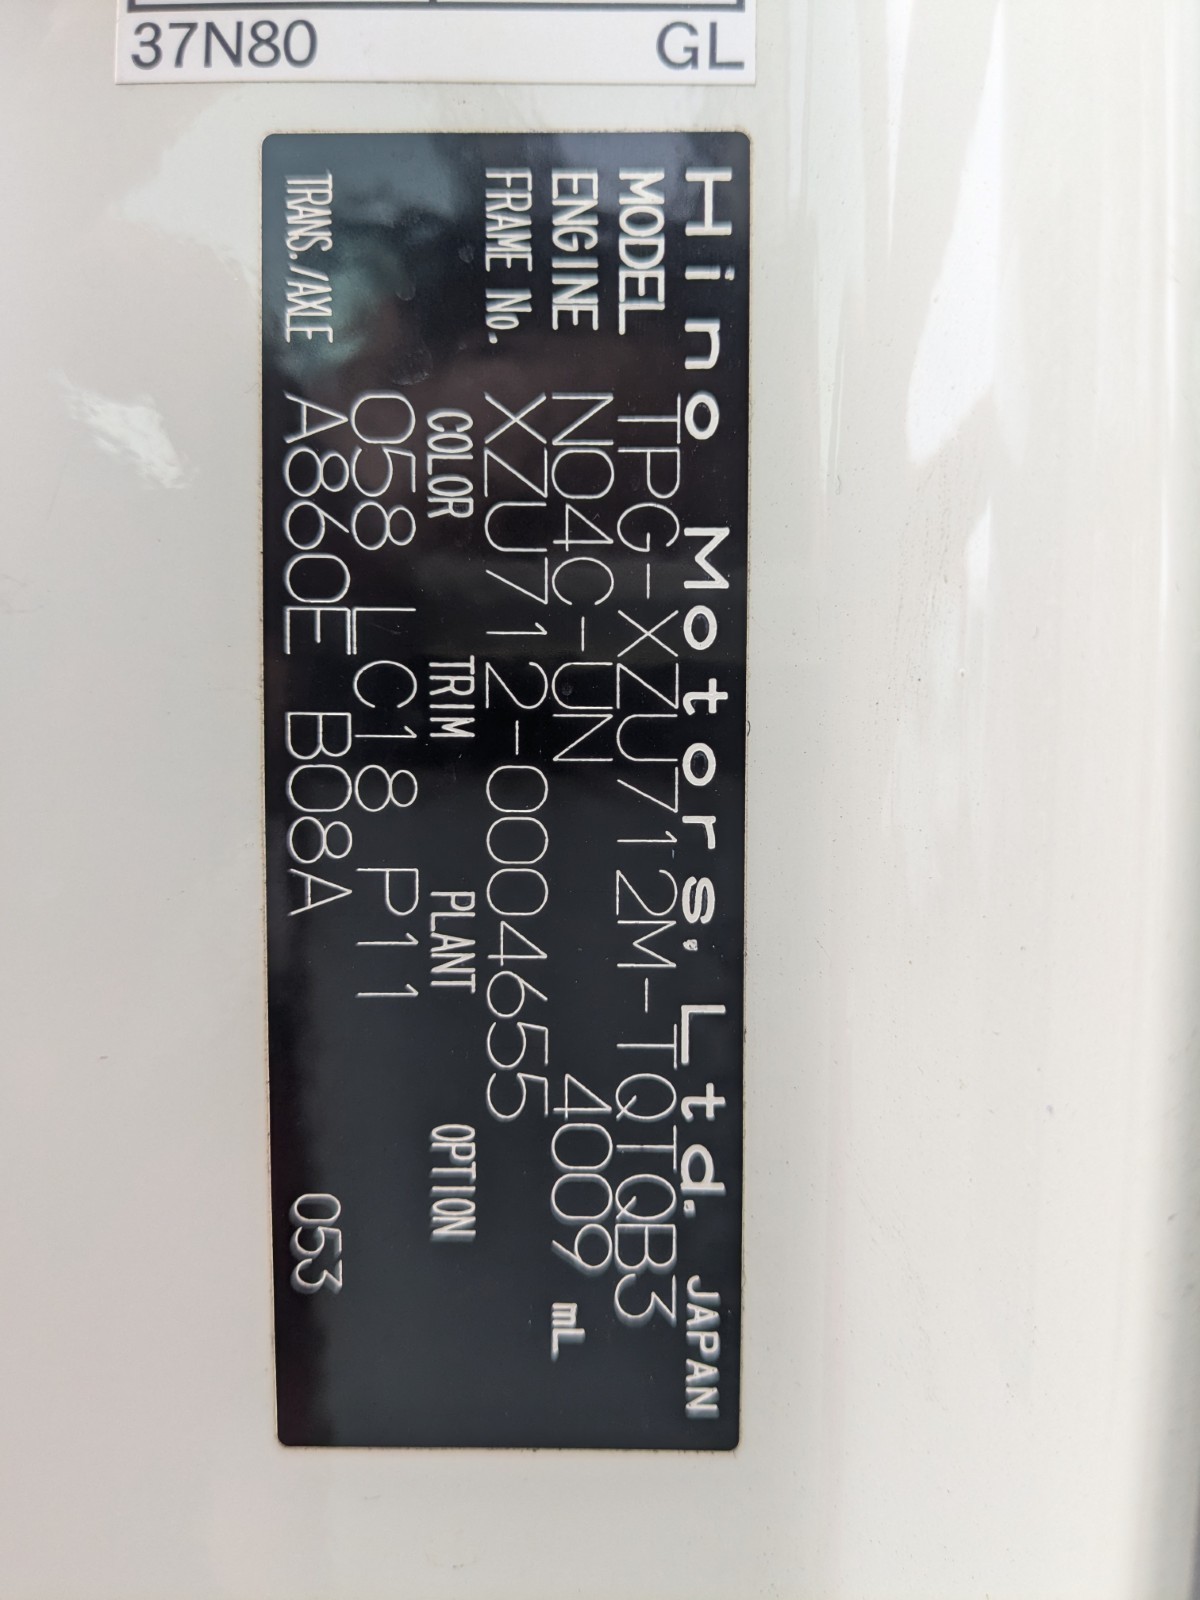 37N80 GL
Hino Motors, Ltd. JAPAN
MODEL TPG-XZU712M-TQTQB3
ENGINE N04C-UN 4009 mL
FRAME No. XZU712-0004655
COLOR TRIM PLANT OPTION
058 LC18 P11
TRANS./AXLE A860E B08A 053